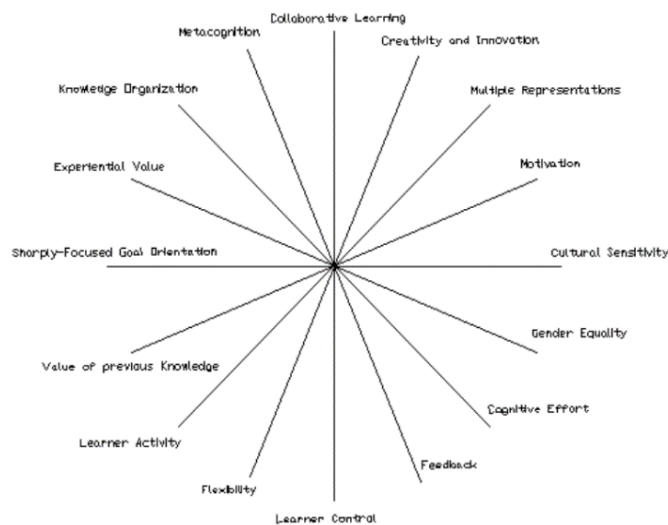 Collaborative Learning
Metacognition
Creativity and Innovation
Knowledge Organization
Multiple Representations
Experiential Value
Motivation
Sharply-Focused Goal Orientation
Cultural Sensitivity
Gender Equality
Value of previous Knowledge
Cognitive Effort
Learner Activity
Feedback
Flexibility
Learner Control